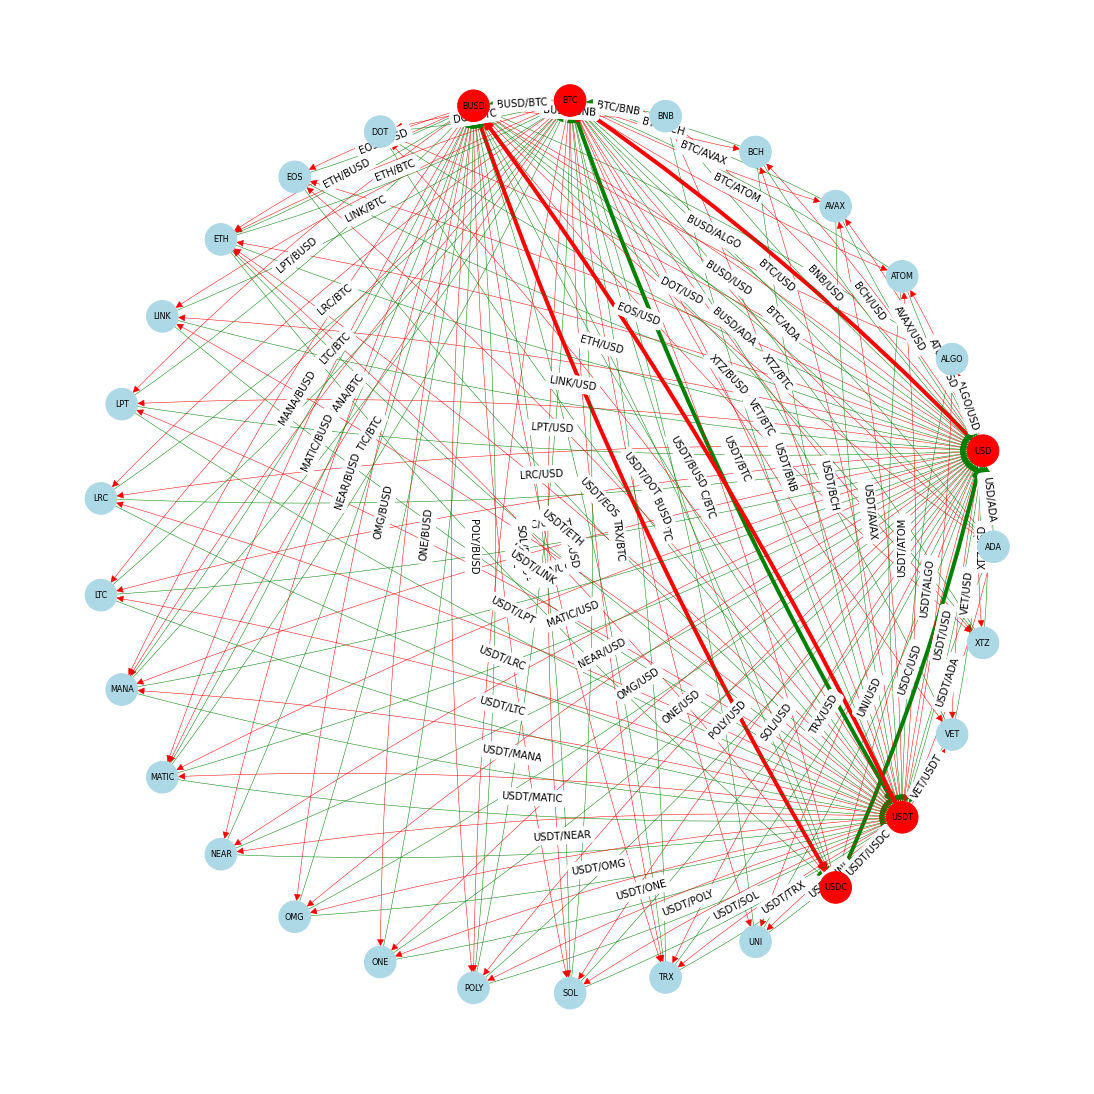 BUSD
BUSD/BTC
BTC
BTC/BNB
BNB
DOT
BCH
ETH/BUSD
ETH/BTC
BTC/AVAX
EOS
BTC/ATOM
AVAX
LINK/BTC
ETH
LPT/BUSD
BUSD/ALGO
BUSD/USD
BTC/USD
BNB/USD
BCH/USD
ATOM
DOT/USD
LRC/BTC
LINK
EOS/USD
BUSD/ADA
BTC/ADA
AVAX/USD
ETH/USD
LTC/BTC
ALGO
XTZ/BUSD
XTZ/BTC
LINK/USD
MANA/BUSD
ANA/BTC
LPT
ALGO/USD
VET/BTC
LPT/USD
MATIC/BUSD
TIC/BTC
USD
USDT/BTC
USDT/BUSD
USDT/BNB
USDT/BCH
LRC/USD
NEAR/BUSD
USDT/DOT
LRC
USD/ADA
USDT/EOS
OMG/BUSD
USDT/AVAX
ONE/BUSD
POLY/BUSD
TRX/BTC
USDT/ETH
USDT/ATOM
ADA
USDT/LINK
USDT/ALGO
LTC
VET/USD
USDT/LPT
MATIC/USD
USDT/USD
XTZ
USDT/LRC
NEAR/USD
USDC/USD
OMG/USD
USDT/ADA
MANA
USDT/LTC
ONE/USD
POLY/USD
SOL/USD
TRX/USD
UNI/USD
VET
USDT/MANA
MATIC
VET/USDT
USDT/MATIC
USDT
USDT/NEAR
NEAR
USDT/USDC
USDT/OMG
USDC
USDT/ONE
USDT/POLY
USDT/SOL
USDT/TRX
OMG
UNI
ONE
TRX
POLY
SOL